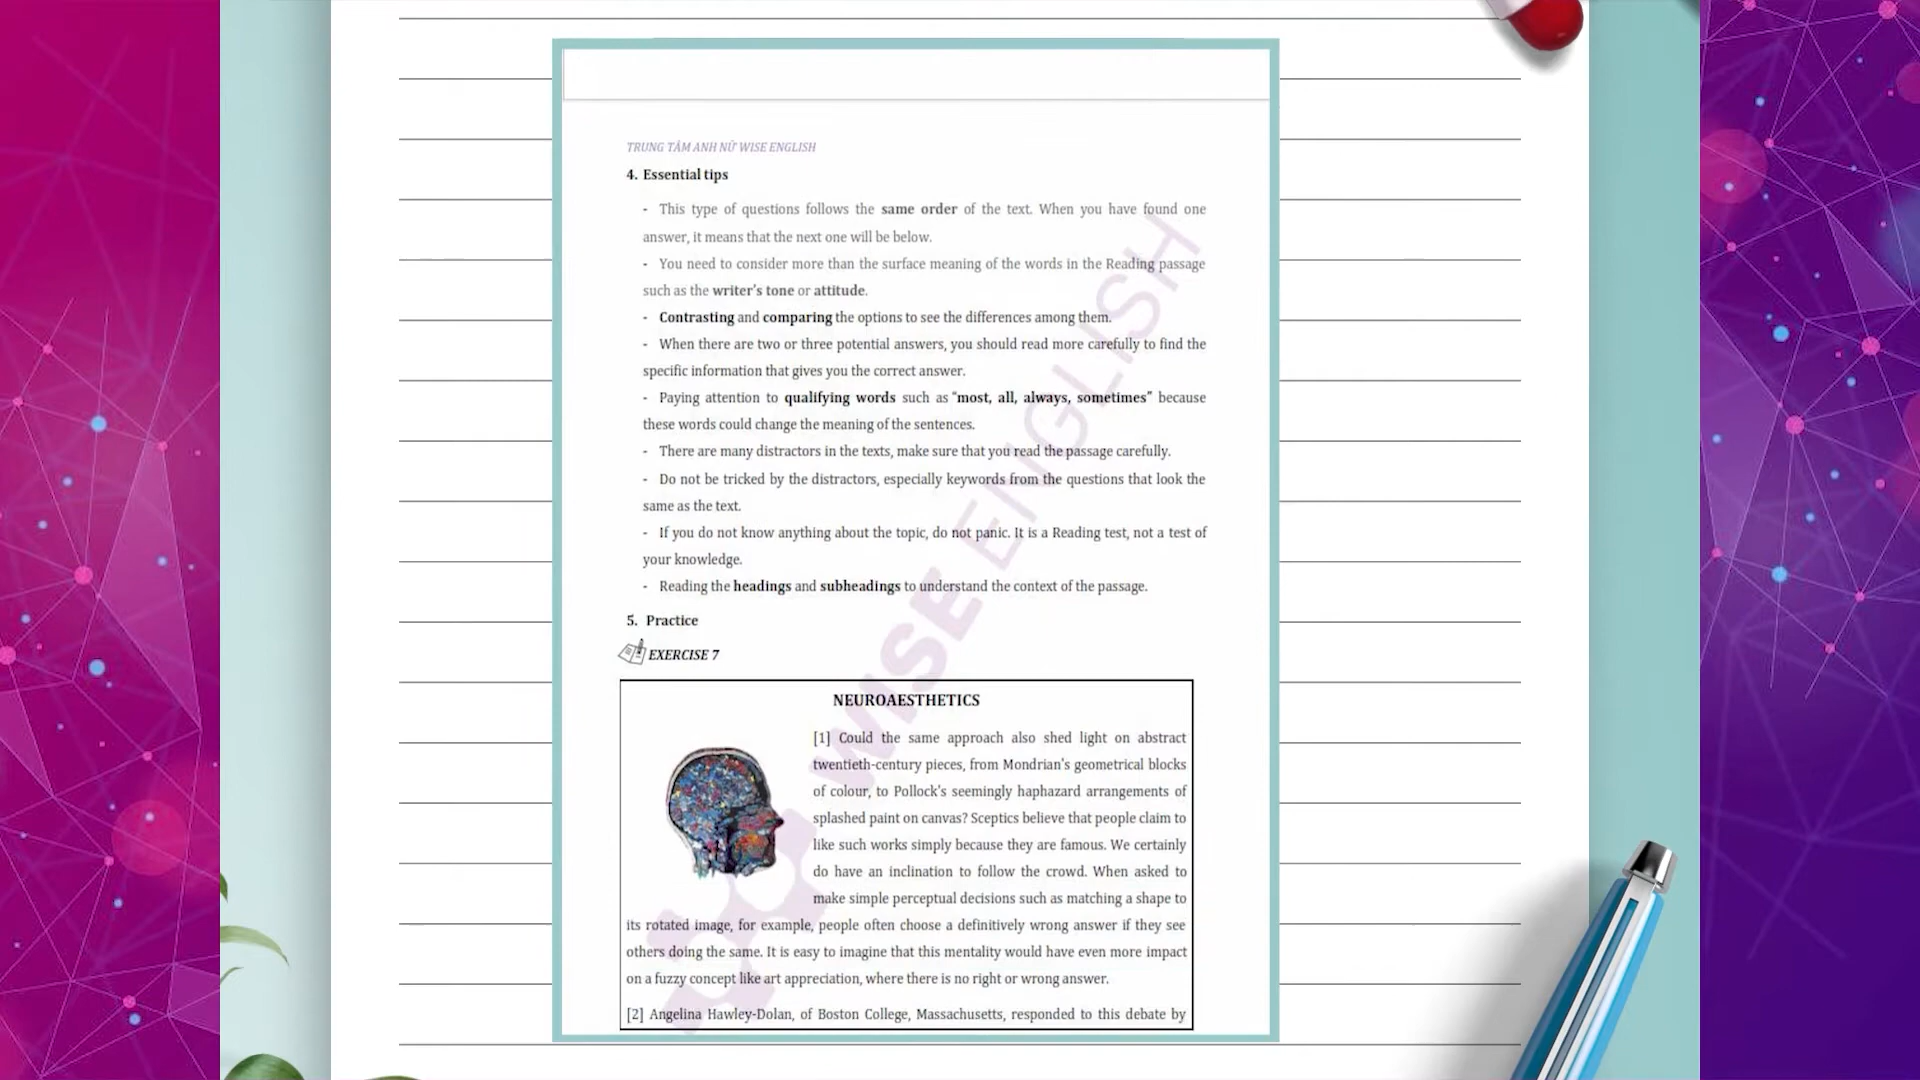 TRUNG TÂM ANH NGỮ WISE ENGLISH
4. Essential tips
- This type of questions follows the same order of the text. When you have found one
answer, it means that the next one will be below.
- You need to consider more than the surface meaning of the words in the Reading passage
such as the writer's tone or attitude.
- Contrasting and comparing the options to see the differences among them.
- When there are two or three potential answers, you should read more carefully to find the
specific information that gives you the correct answer.
- Paying attention to qualifying words such as "most, all, always, sometimes" because
these words could change the meaning of the sentences.
- There are many distractors in the texts, make sure that you read the passage carefully.
- Do not be tricked by the distractors, especially keywords from the questions that look the
same as the text.
- If you do not know anything about the topic, do not panic. It is a Reading test, not a test of
your knowledge.
- Reading the headings and subheadings to understand the context of the passage.
5. Practice
EXERCISE 7
NEUROAESTHETICS
[1] Could the same approach also shed light on abstract
twentieth-century pieces, from Mondrian's geometrical blocks
of colour, to Pollock's seemingly haphazard arrangements of
splashed paint on canvas? Sceptics believe that people claim to
like such works simply because they are famous. We certainly
do have an inclination to follow the crowd. When asked to
make simple perceptual decisions such as matching a shape to
its rotated image, for example, people often choose a definitively wrong answer if they see
others doing the same. It is easy to imagine that this mentality would have even more impact
on a fuzzy concept like art appreciation, where there is no right or wrong answer.
[2] Angelina Hawley-Dolan, of Boston College, Massachusetts, responded to this debate by
WISE ENGLISH